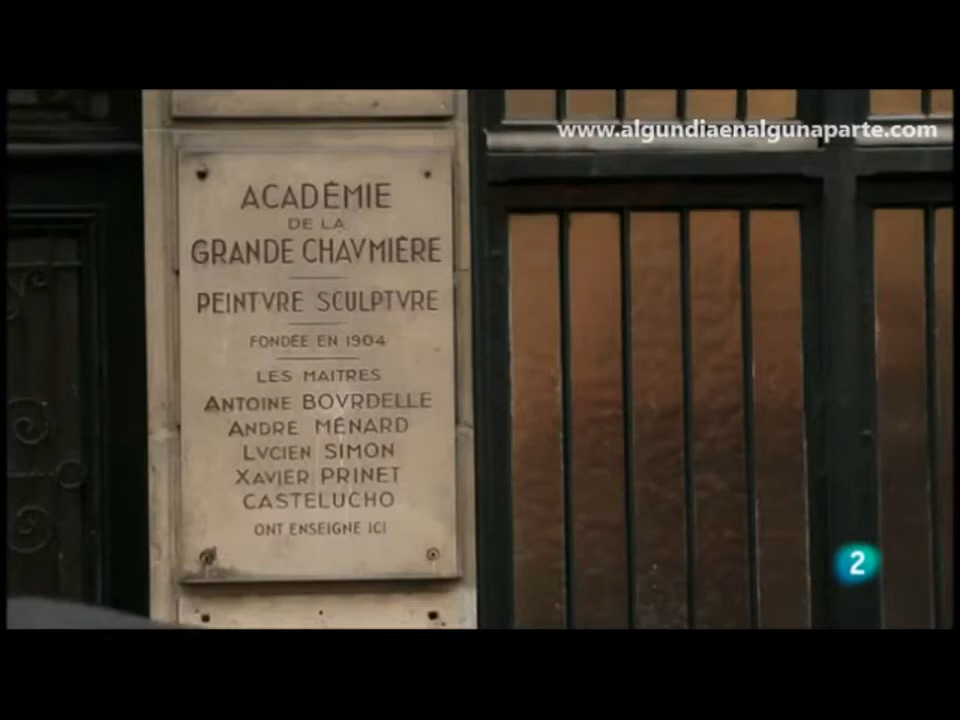 www.algundiaenalgunaparte.com
ACADÉMIE
DE LA
GRANDE CHAVMIÈRE
PEINTVRE SCULPTVRE
FONDÉE EN 1904
LES MAITRES
ANTOINE BOVRDELLE
ANDRE MÉNARD
LVCIEN SIMON
XAVIER PRINET
CASTELUCHO
ONT ENSEIGNE ICI
2